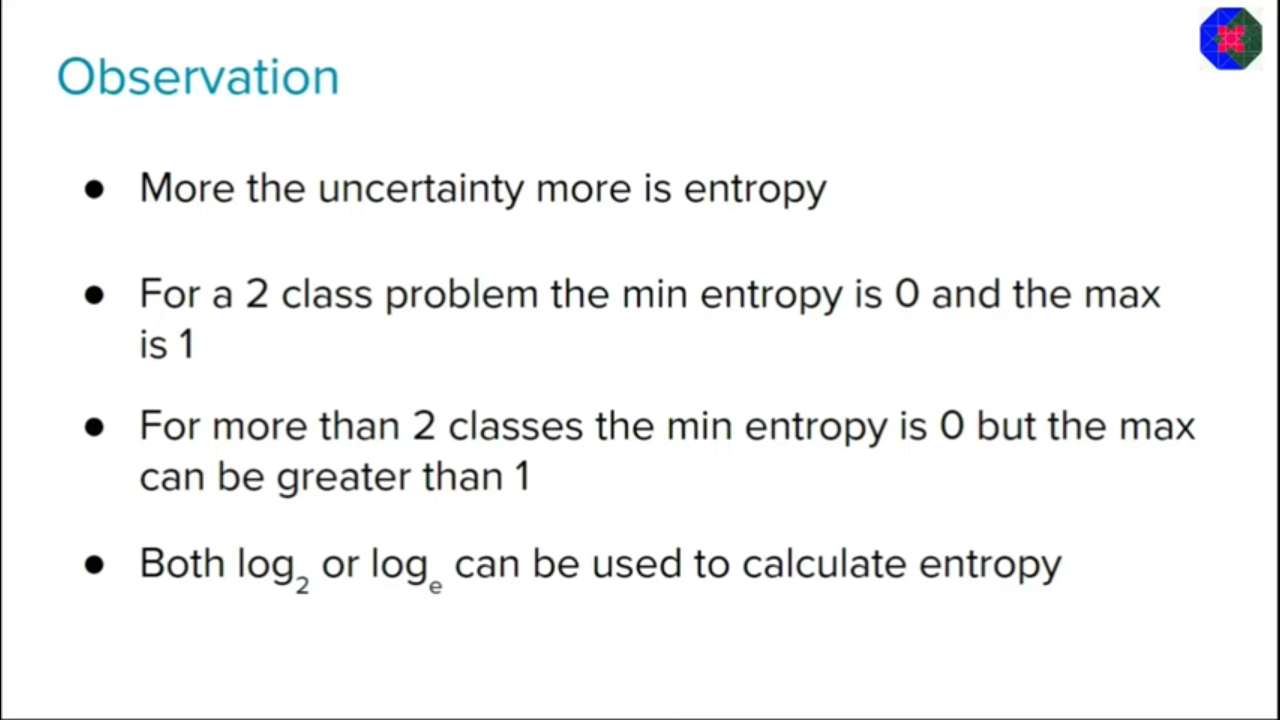 Observation
● More the uncertainty more is entropy
● For a 2 class problem the min entropy is 0 and the max
is 1
● For more than 2 classes the min entropy is 0 but the max
can be greater than 1
● Both log₂ or logₑ can be used to calculate entropy